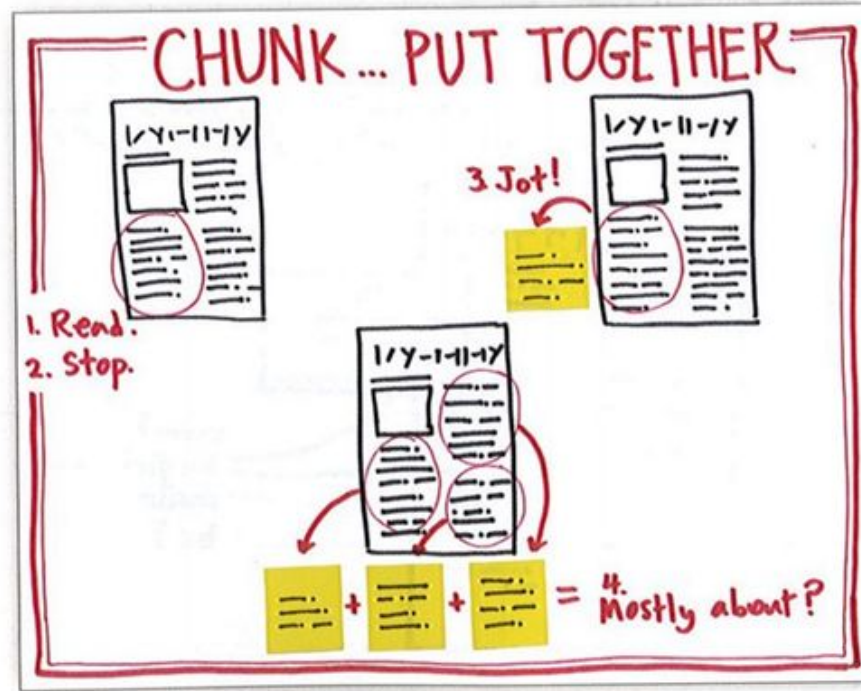 CHUNK... PUT TOGETHER
3. Jot!
1. Read.
2. Stop.
4.
Mostly about?